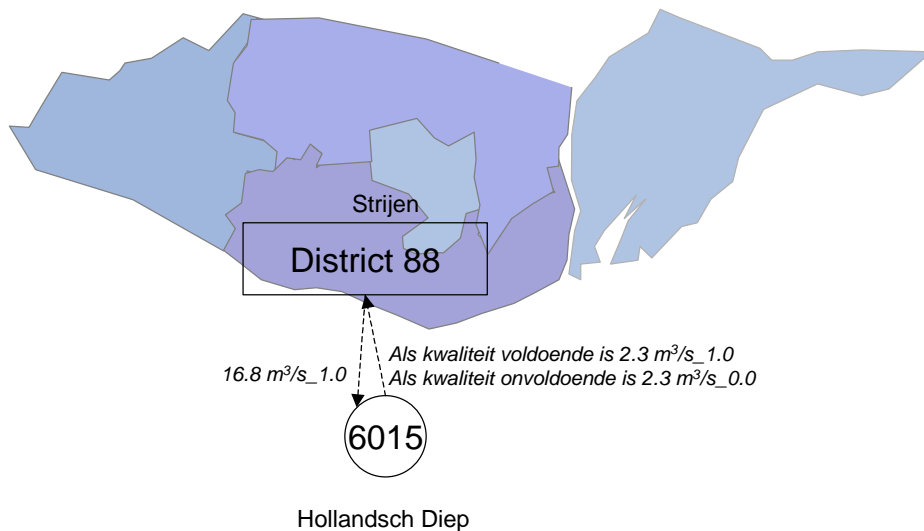 Strijen
District 88
Als kwaliteit voldoende is 2.3 m³/s_1.0
16.8 m³/s_1.0
Als kwaliteit onvoldoende is 2.3 m³/s_0.0
6015
Hollandsch Diep